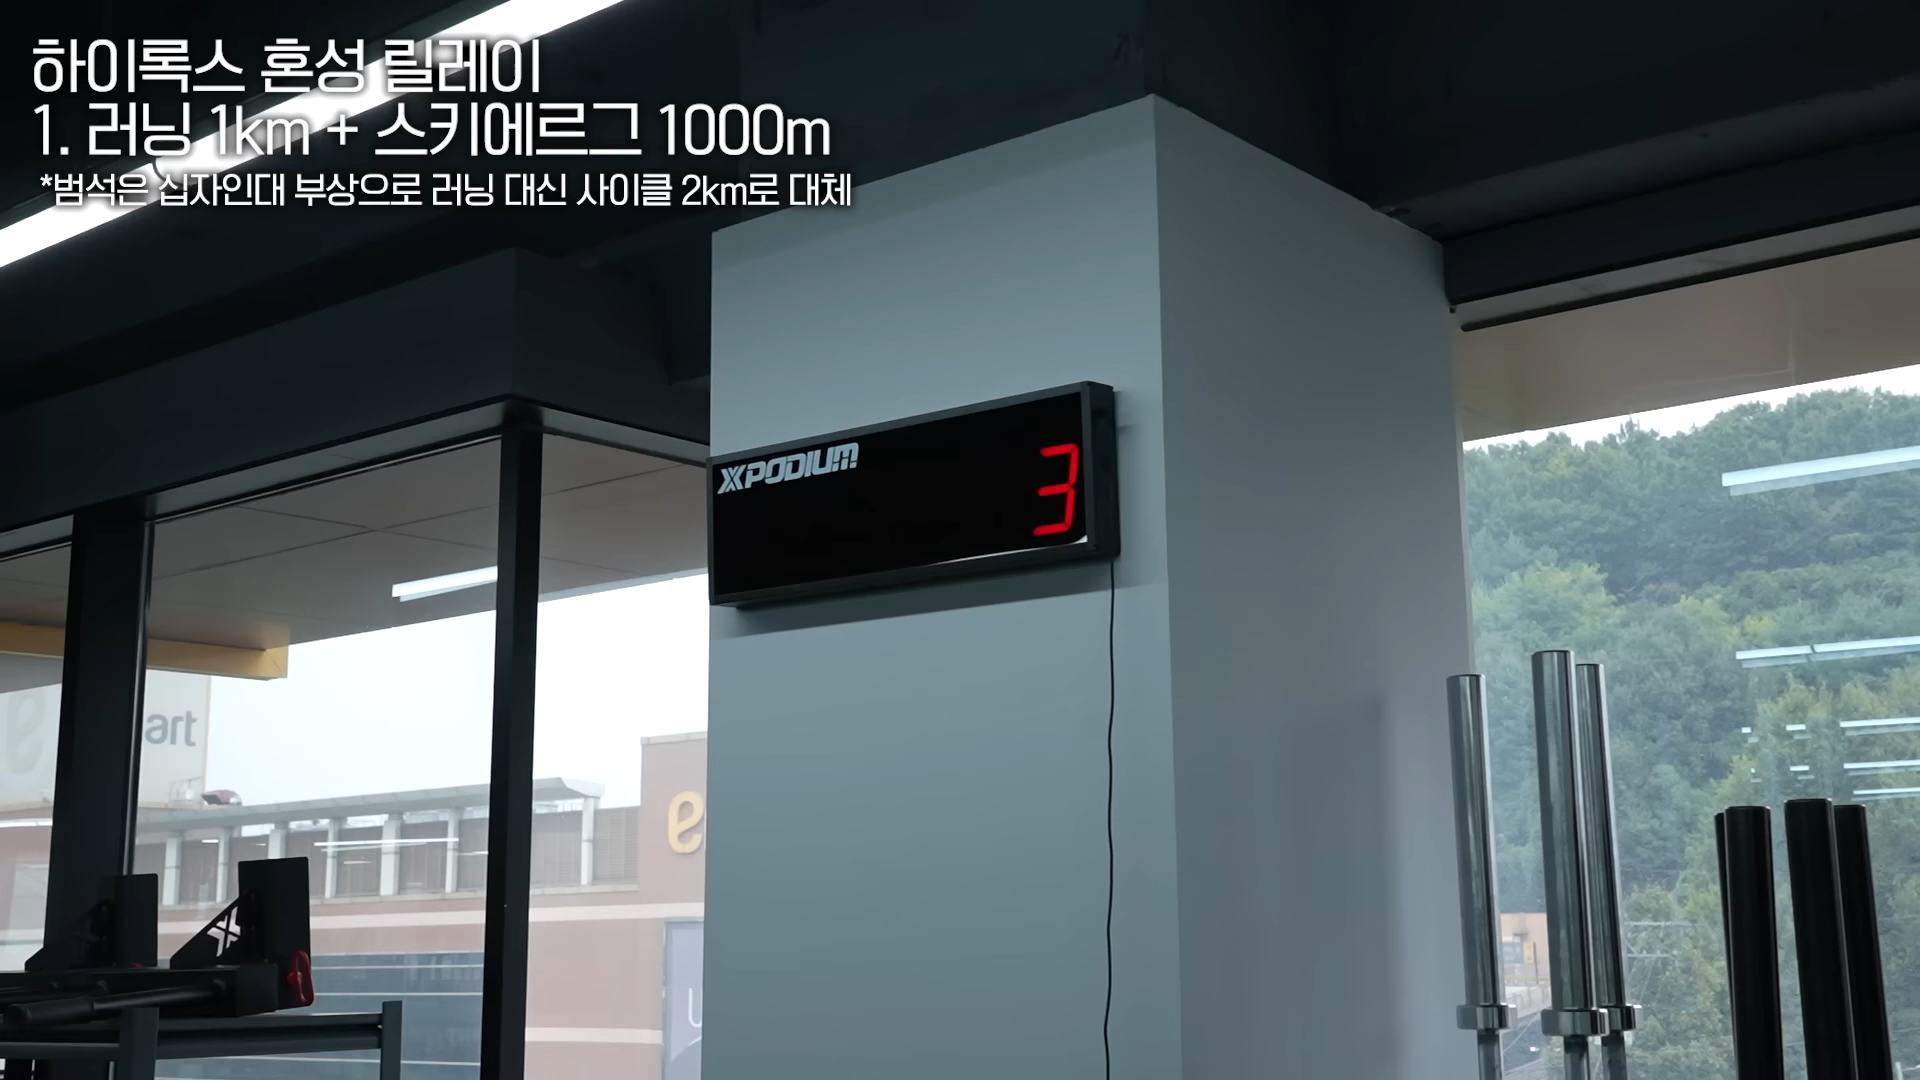 하이록스 혼성 릴레이
1. 러닝 1km + 스키에르그 1000m
*범석은 십자인대 부상으로 러닝 대신 사이클 2km로 대체
XPODIUM
3
art
e